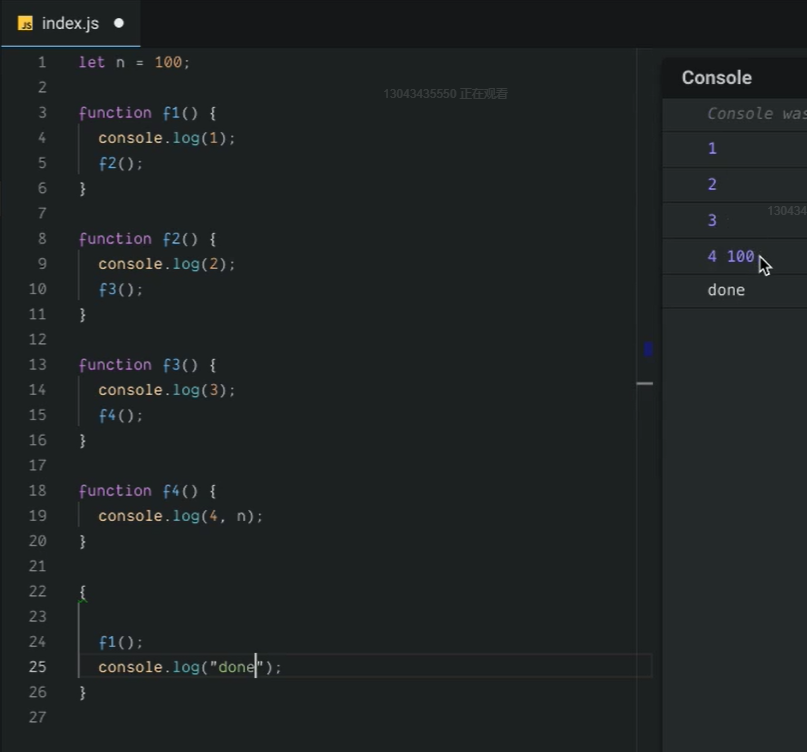 index.js
1 let n = 100;
2
13043435550 正在观看
3 function f1() {
4 console.log(1);
5 f2();
6 }
7
8 function f2() {
9 console.log(2);
10 f3();
11 }
12
13 function f3() {
14 console.log(3);
15 f4();
16 }
17
18 function f4() {
19 console.log(4, n);
20 }
21
22 {
23
24 f1();
25 console.log("done");
26 }
27
Console
Console was
1
2
3
130434
4 100
done